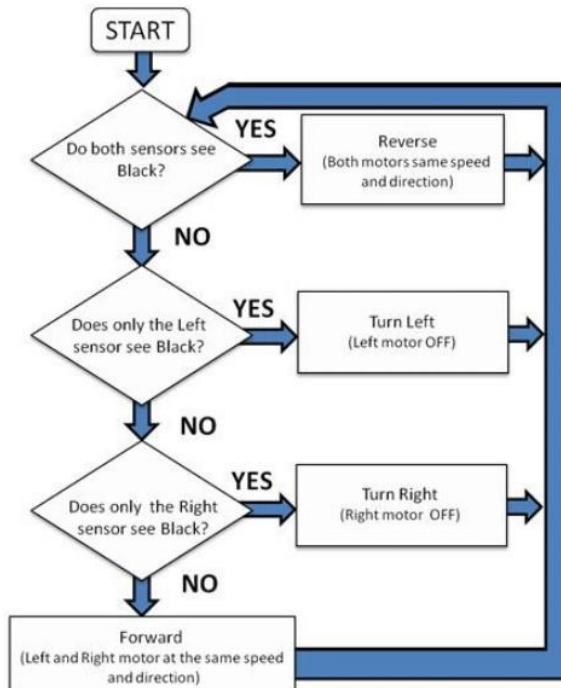 START
Do both sensors see
Black?
YES
Reverse
(Both motors same speed
and direction)
NO
Does only the Left
sensor see Black?
YES
Turn Left
(Left motor OFF)
NO
Does only the Right
sensor see Black?
YES
Turn Right
(Right motor OFF)
NO
Forward
(Left and Right motor at the same speed
and direction)